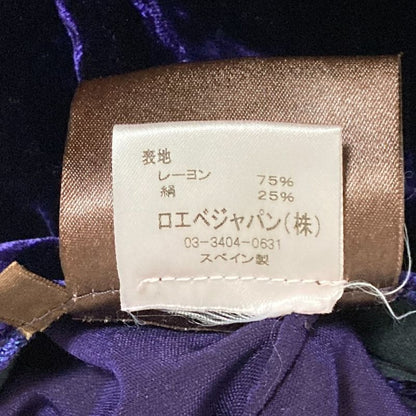 表地
レーヨン 75%
絹 25%
ロエベジャパン(株)
03-3404-0631
スペイン製